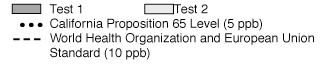 Test 1 Test 2
California Proposition 65 Level (5 ppb)
World Health Organization and European Union
Standard (10 ppb)